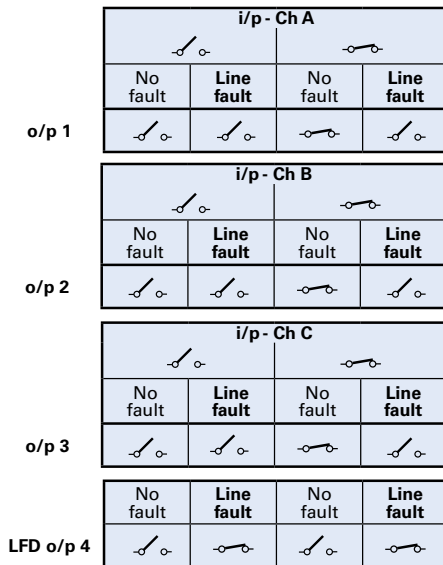 i/p - Ch A
No fault Line fault No fault Line fault
o/p 1
i/p - Ch B
No fault Line fault No fault Line fault
o/p 2
i/p - Ch C
No fault Line fault No fault Line fault
o/p 3
No fault Line fault No fault Line fault
LFD o/p 4